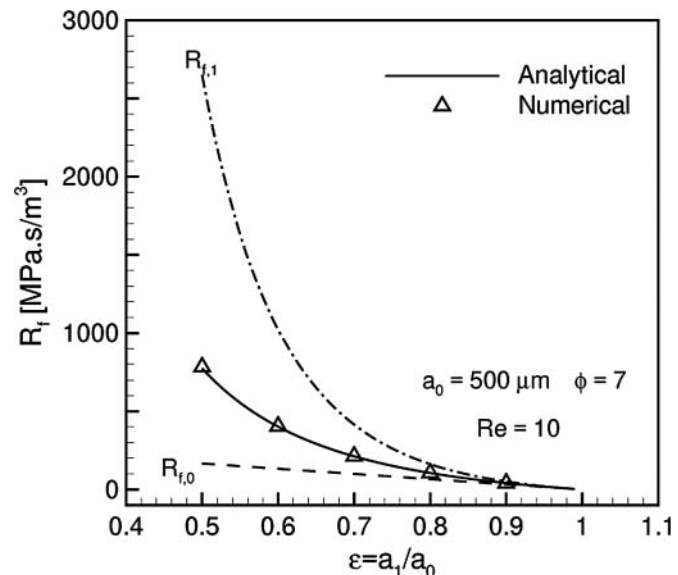 3000
R_f,1
Analytical
Numerical
2000
R_f [MPa.s/m³]
1000
a₀ = 500 μm ϕ = 7
Re = 10
R_f,0
0
0.4 0.5 0.6 0.7 0.8 0.9 1 1.1
ε=a₁/a₀